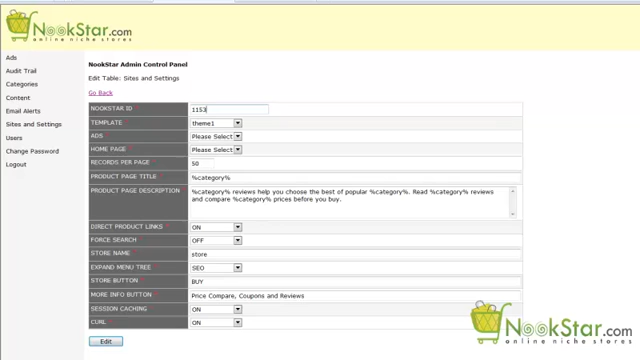 NookStar.com
online niche stores
Ads
Audit Trail
Categories
Content
Email Alerts
Sites and Settings
Users
Change Password
Logout
NookStar Admin Control Panel
Edit Table: Sites and Settings
Go Back
NOOKSTAR ID * 1153
TEMPLATE * theme1
ADS * Please Select
HOME PAGE * Please Select
RECORDS PER PAGE * 50
PRODUCT PAGE TITLE * %category%
PRODUCT PAGE DESCRIPTION * %category% reviews help you choose the best of popular %category%. Read %category% reviews
and compare %category% prices before you buy.
DIRECT PRODUCT LINKS * ON
FORCE SEARCH * OFF
STORE NAME * store
EXPAND MENU TREE * SEO
STORE BUTTON * BUY
MORE INFO BUTTON * Price Compare, Coupons and Reviews
SESSION CACHING * ON
CURL * ON
Edit
NookStar.com
online niche stores